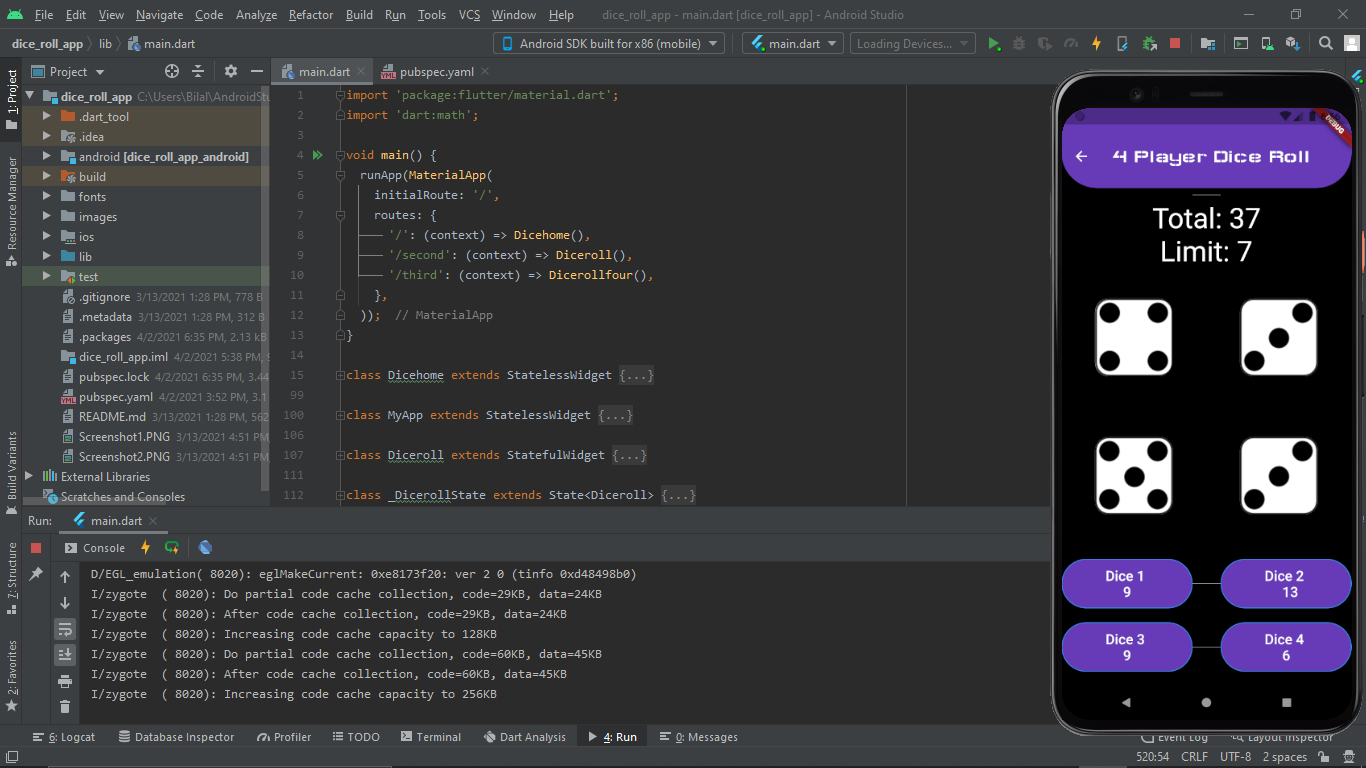 File Edit View Navigate Code Analyze Refactor Build Run Tools VCS Window Help dice_roll_app - main.dart [dice_roll_app] - Android Studio
dice_roll_app lib main.dart Android SDK built for x86 (mobile) main.dart Loading Devices...
1: Project
Resource Manager
Build Variants
7: Structure
2: Favorites
Project
dice_roll_app C:\Users\Bilal\AndroidStu
.dart_tool
.idea
android [dice_roll_app_android]
build
fonts
images
ios
lib
test
.gitignore 3/13/2021 1:28 PM, 778 B
.metadata 3/13/2021 1:28 PM, 312 B
.packages 4/2/2021 6:35 PM, 2.13 kB
dice_roll_app.iml 4/2/2021 5:38 PM, 9
pubspec.lock 4/2/2021 6:35 PM, 3.44
pubspec.yaml 4/2/2021 3:52 PM, 3.1
README.md 3/13/2021 1:28 PM, 562
Screenshot1.PNG 3/13/2021 4:51 PM,
Screenshot2.PNG 3/13/2021 4:51 PM,
External Libraries
Scratches and Consoles
main.dart pubspec.yaml
1 import 'package:flutter/material.dart';
2 import 'dart:math';
3
4 void main() {
5 runApp(MaterialApp(
6 initialRoute: '/',
7 routes: {
8 '/': (context) => Dicehome(),
9 '/second': (context) => Diceroll(),
10 '/third': (context) => Dicerollfour(),
11 },
12 )); // MaterialApp
13 }
14
15 class Dicehome extends StatelessWidget {...}
99
100 class MyApp extends StatelessWidget {...}
106
107 class Diceroll extends StatefulWidget {...}
111
112 class _DicerollState extends State<Diceroll> {...}
DEBUG
4 Player Dice Roll
Total: 37
Limit: 7
Dice 1
9
Dice 2
13
Dice 3
9
Dice 4
6
Run: main.dart
Console
D/EGL_emulation( 8020): eglMakeCurrent: 0xe8173f20: ver 2 0 (tinfo 0xd48498b0)
I/zygote ( 8020): Do partial code cache collection, code=29KB, data=24KB
I/zygote ( 8020): After code cache collection, code=29KB, data=24KB
I/zygote ( 8020): Increasing code cache capacity to 128KB
I/zygote ( 8020): Do partial code cache collection, code=60KB, data=45KB
I/zygote ( 8020): After code cache collection, code=60KB, data=45KB
I/zygote ( 8020): Increasing code cache capacity to 256KB
6: Logcat Database Inspector Profiler TODO Terminal Dart Analysis 4: Run 0: Messages Event Log Layout Inspector
520:54 CRLF UTF-8 2 spaces